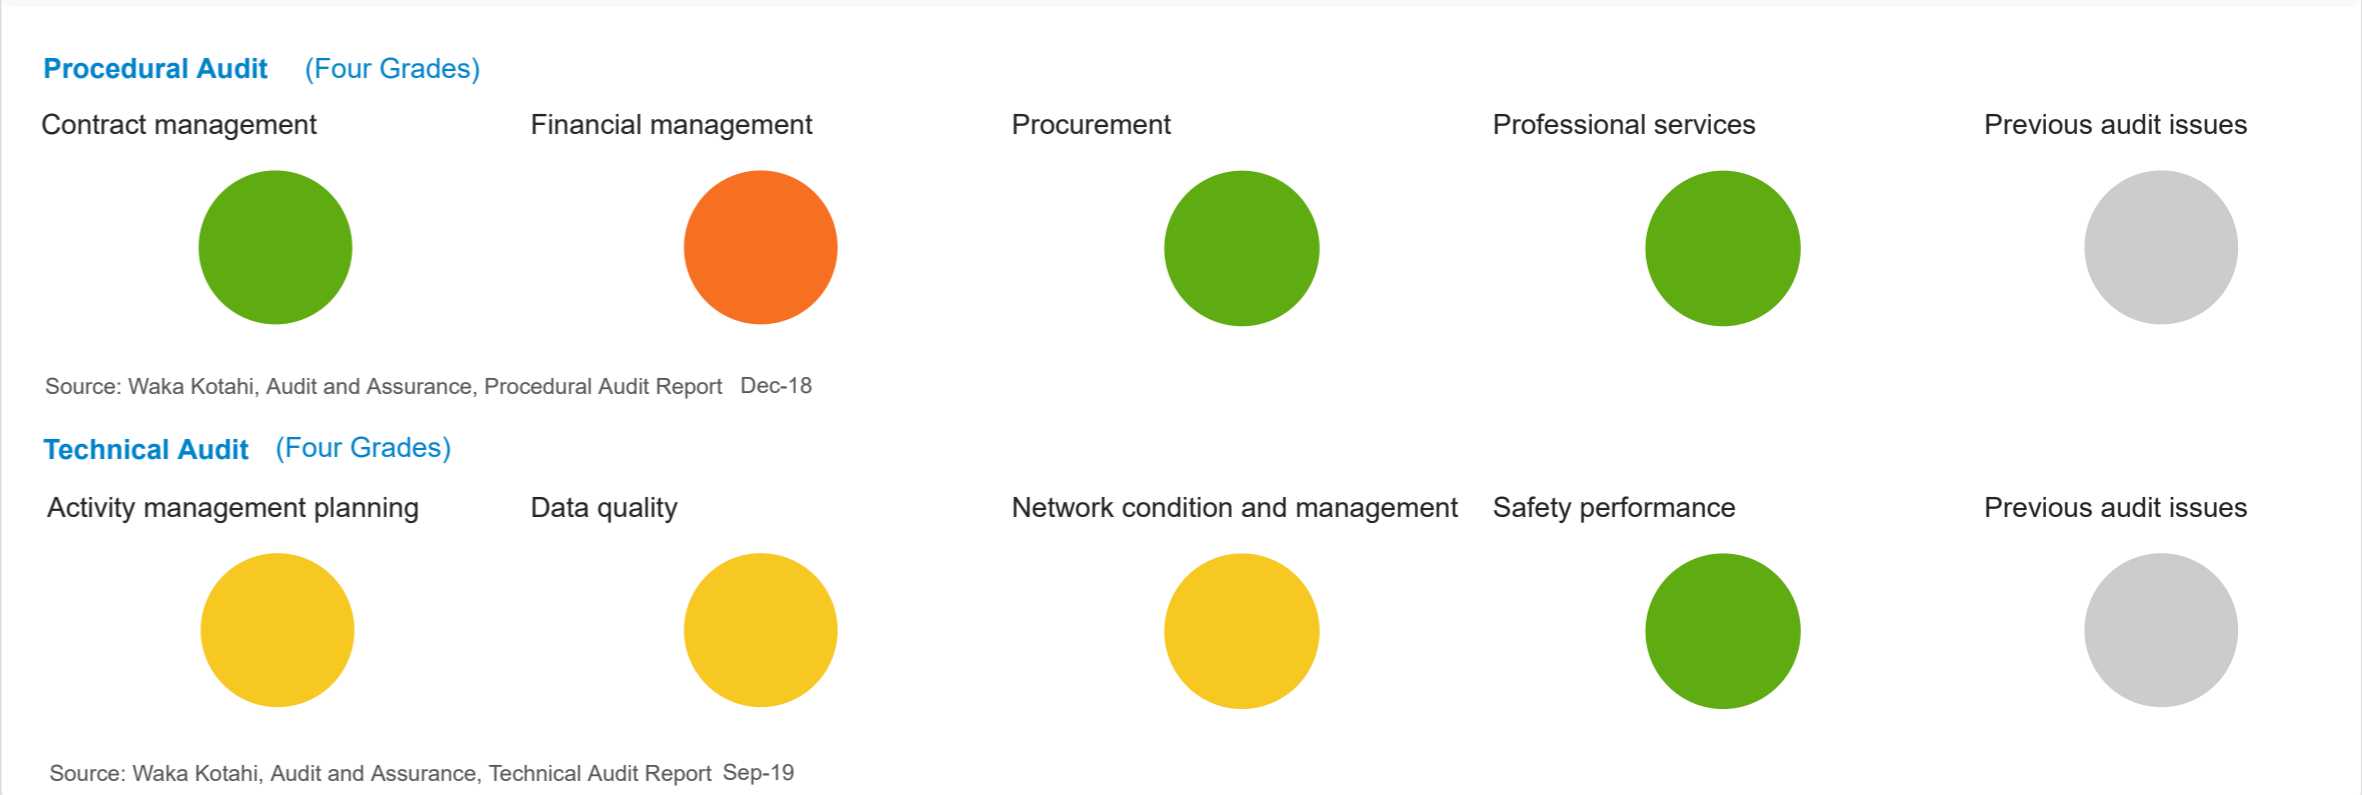 Procedural Audit (Four Grades)
Contract management Financial management Procurement Professional services Previous audit issues
Source: Waka Kotahi, Audit and Assurance, Procedural Audit Report Dec-18
Technical Audit (Four Grades)
Activity management planning Data quality Network condition and management Safety performance Previous audit issues
Source: Waka Kotahi, Audit and Assurance, Technical Audit Report Sep-19